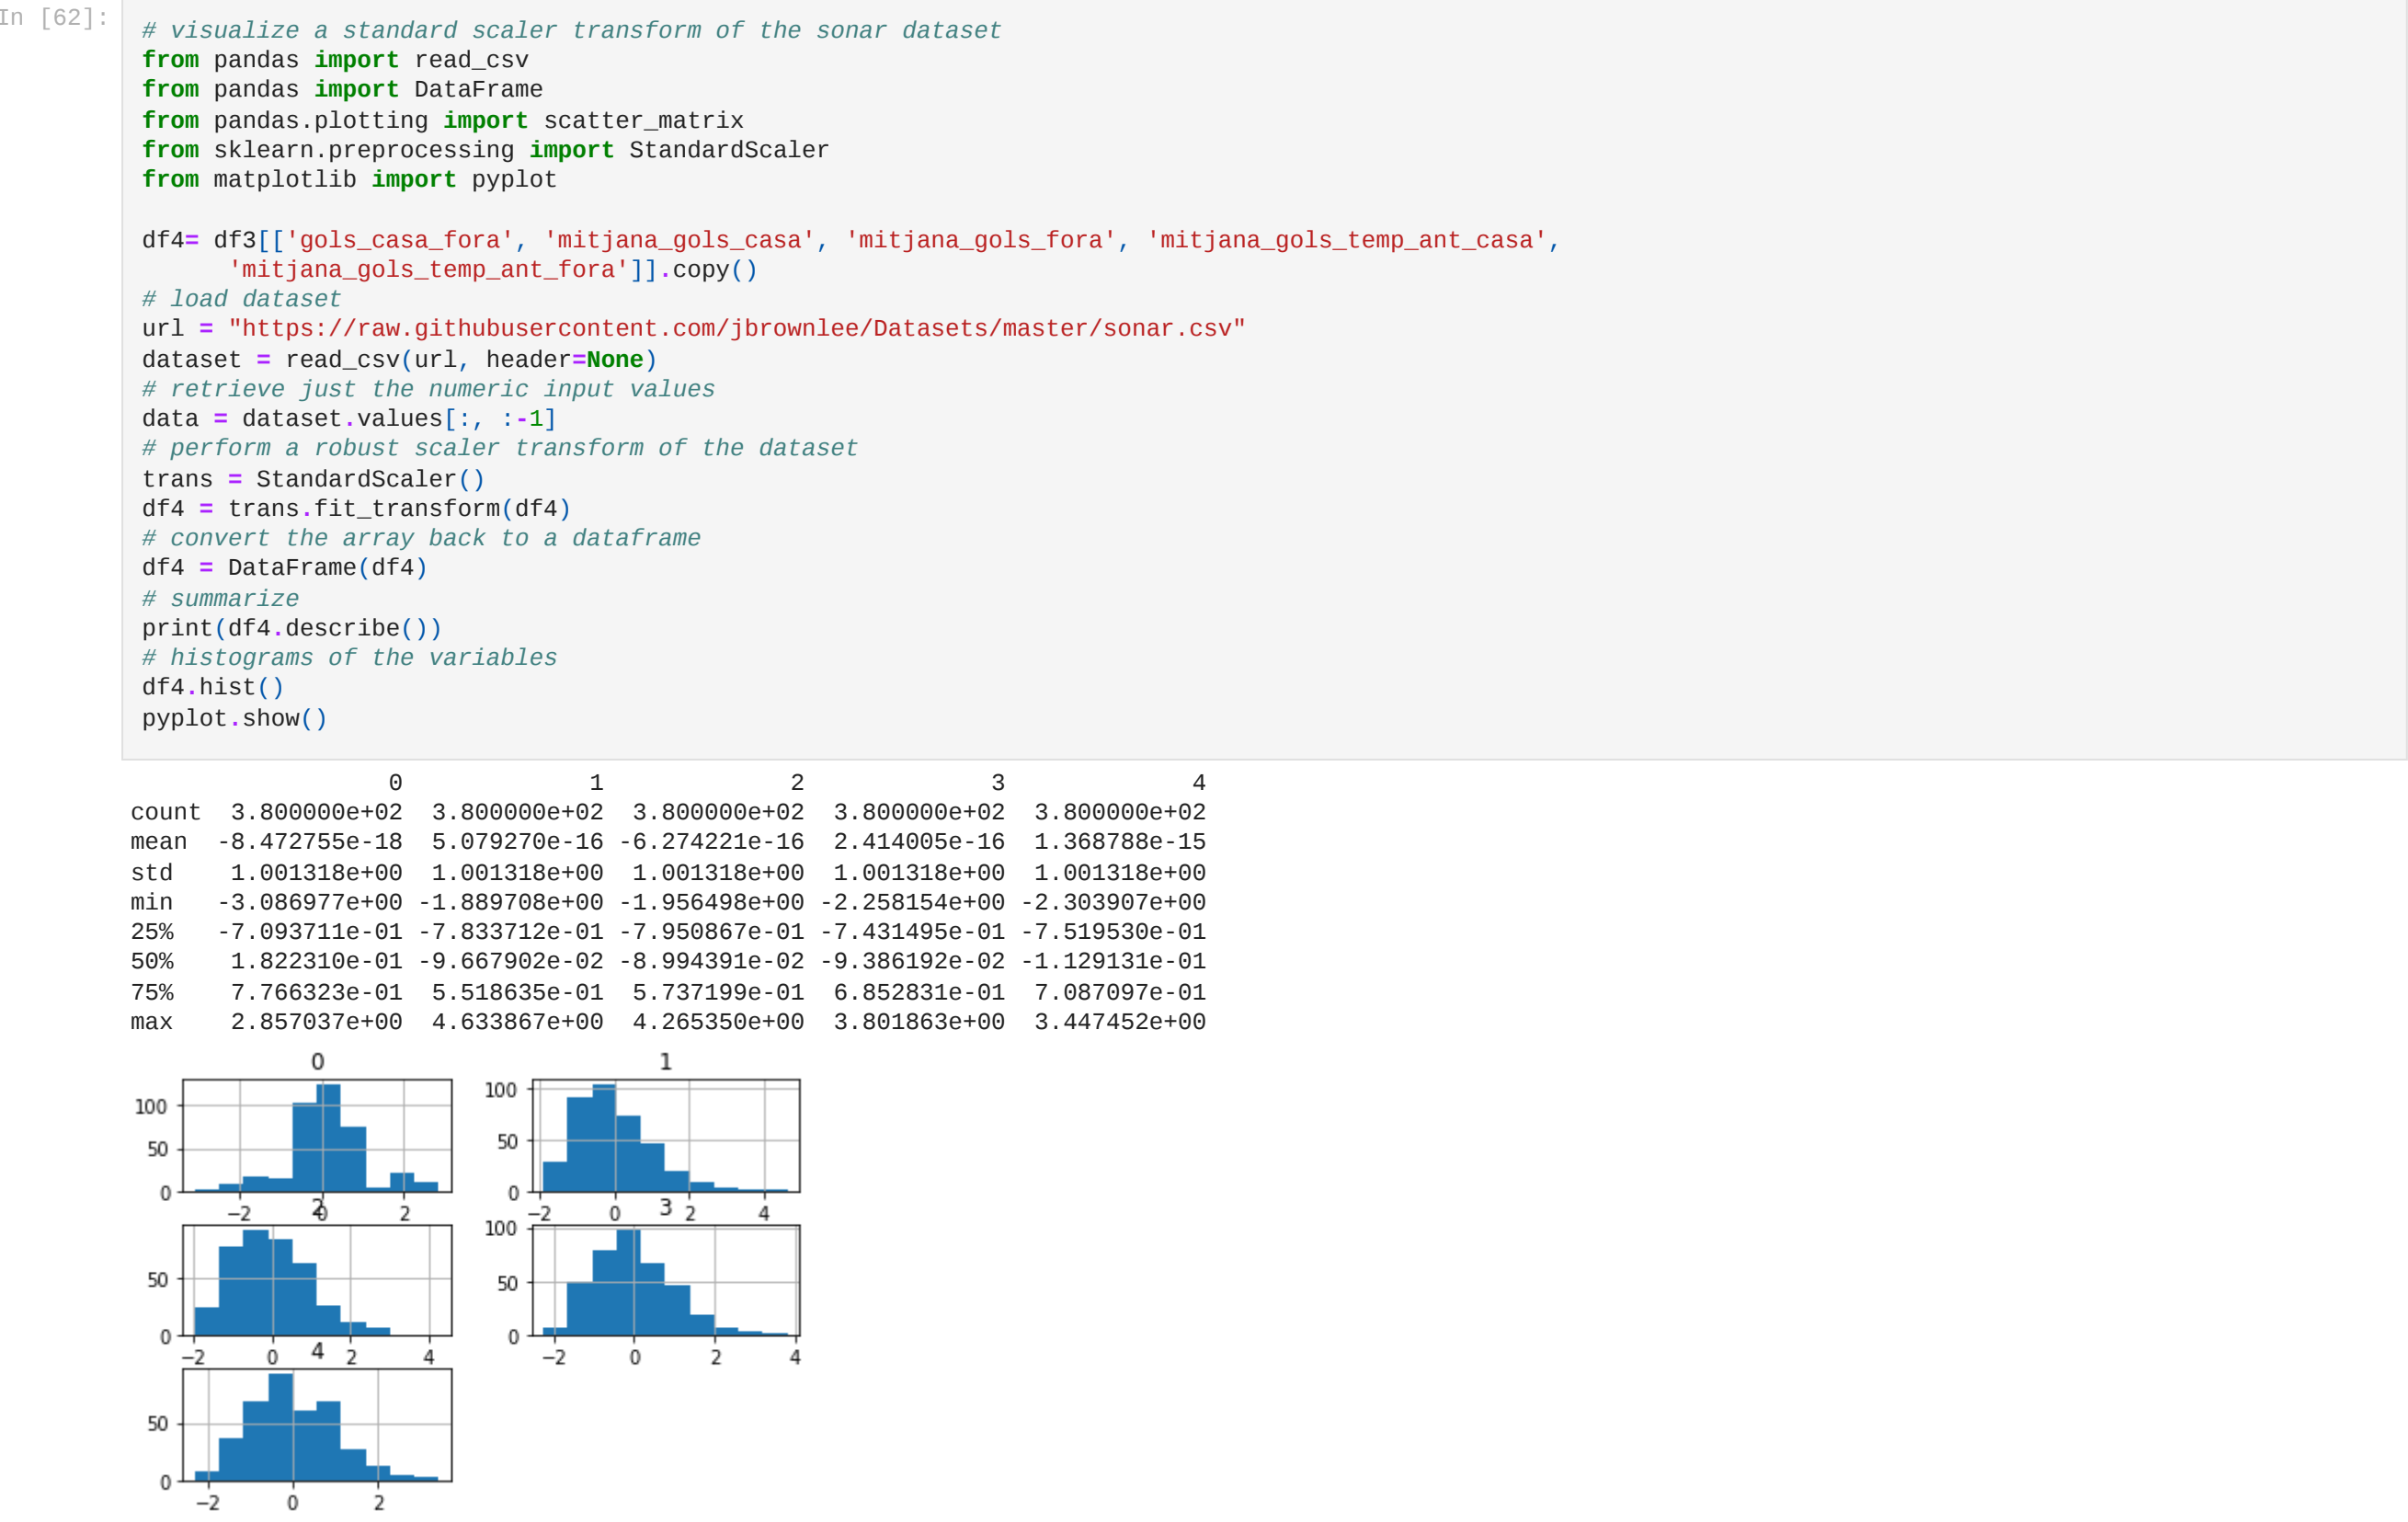 In [62]:
# visualize a standard scaler transform of the sonar dataset
from pandas import read_csv
from pandas import DataFrame
from pandas.plotting import scatter_matrix
from sklearn.preprocessing import StandardScaler
from matplotlib import pyplot
df4= df3[['gols_casa_fora', 'mitjana_gols_casa', 'mitjana_gols_fora', 'mitjana_gols_temp_ant_casa',
'mitjana_gols_temp_ant_fora']].copy()
# load dataset
url = "https://raw.githubusercontent.com/jbrownlee/Datasets/master/sonar.csv"
dataset = read_csv(url, header=None)
# retrieve just the numeric input values
data = dataset.values[:, :-1]
# perform a robust scaler transform of the dataset
trans = StandardScaler()
df4 = trans.fit_transform(df4)
# convert the array back to a dataframe
df4 = DataFrame(df4)
# summarize
print(df4.describe())
# histograms of the variables
df4.hist()
pyplot.show()
0 1 2 3 4
count 3.800000e+02 3.800000e+02 3.800000e+02 3.800000e+02 3.800000e+02
mean -8.472755e-18 5.079270e-16 -6.274221e-16 2.414005e-16 1.368788e-15
std 1.001318e+00 1.001318e+00 1.001318e+00 1.001318e+00 1.001318e+00
min -3.086977e+00 -1.889708e+00 -1.956498e+00 -2.258154e+00 -2.303907e+00
25% -7.093711e-01 -7.833712e-01 -7.950867e-01 -7.431495e-01 -7.519530e-01
50% 1.822310e-01 -9.667902e-02 -8.994391e-02 -9.386192e-02 -1.129131e-01
75% 7.766323e-01 5.518635e-01 5.737199e-01 6.852831e-01 7.087097e-01
max 2.857037e+00 4.633867e+00 4.265350e+00 3.801863e+00 3.447452e+00
0 1
100 100
50 50
0 0
−2 0 2 −2 0 2 4
2 3
100
50 50
0 0
−2 0 2 4 −2 0 2 4
4
50
0
−2 0 2